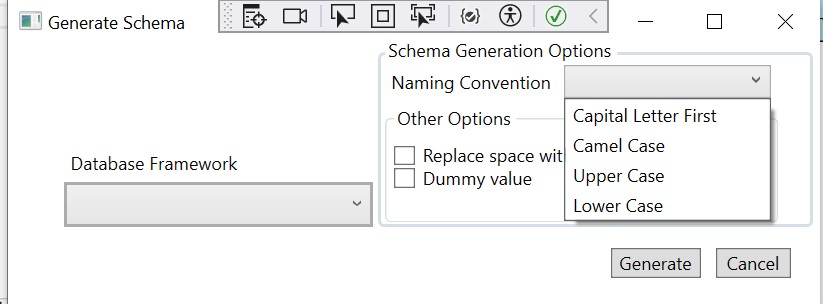 Generate Schema
Schema Generation Options
Naming Convention
Capital Letter First
Camel Case
Upper Case
Lower Case
Other Options
Replace space wit
Dummy value
Database Framework
Generate
Cancel